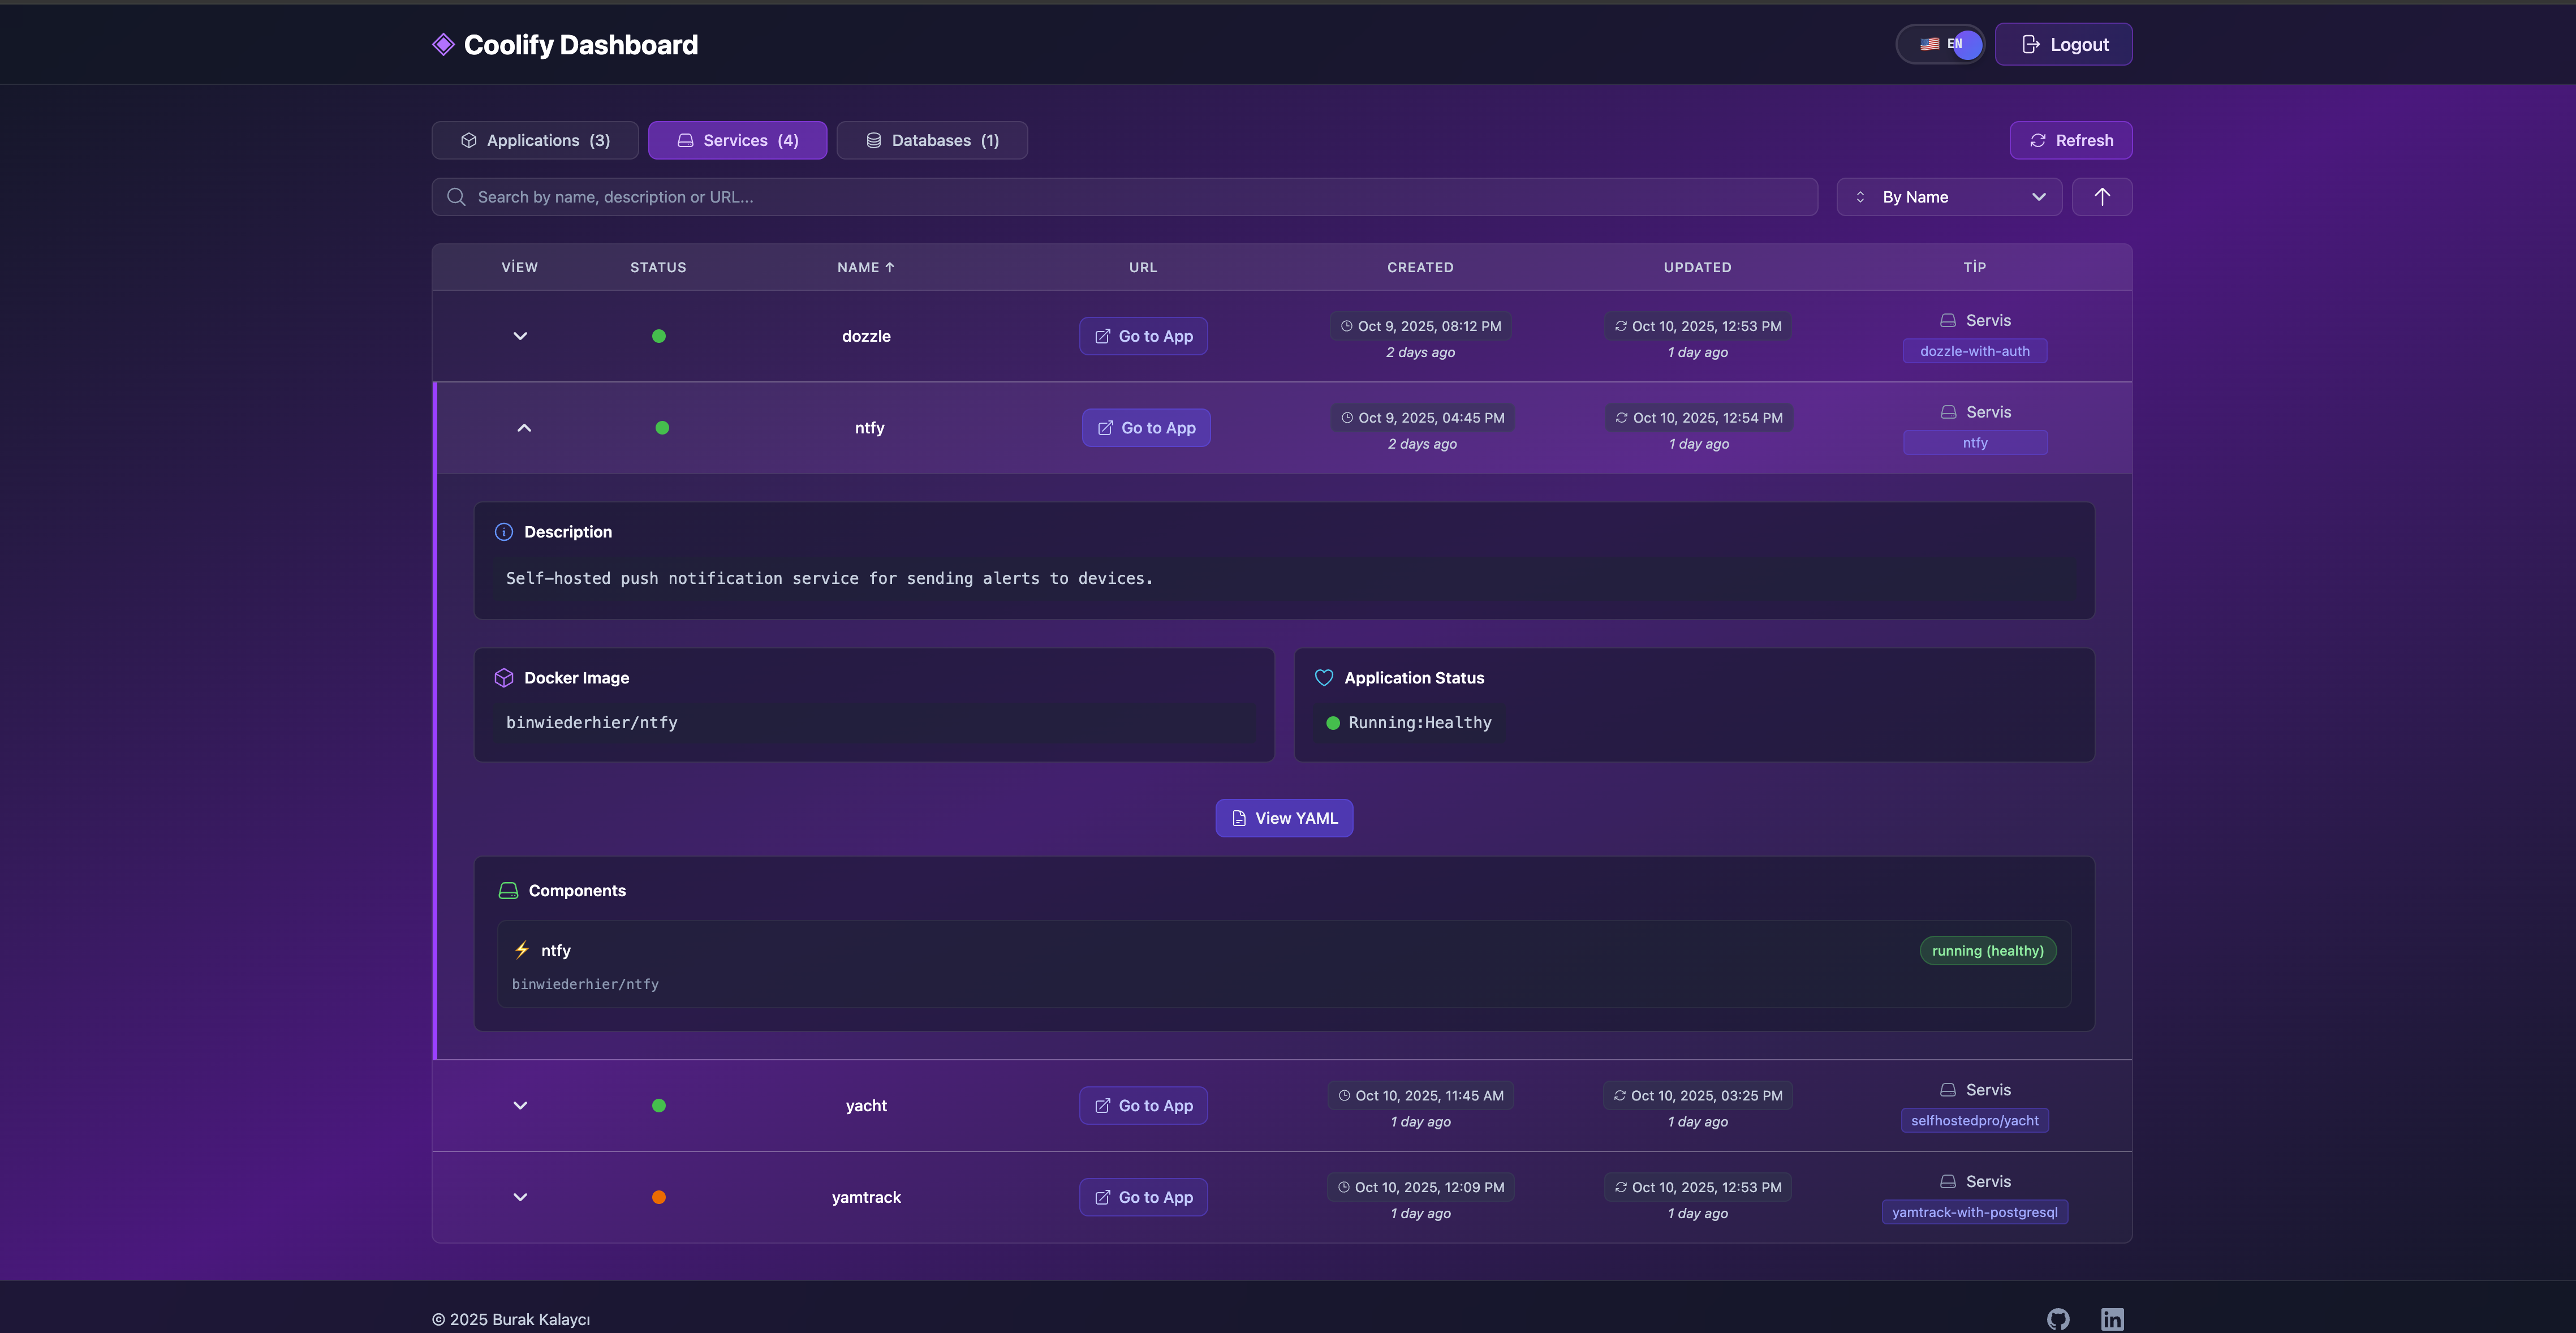 Coolify Dashboard
EN
Logout
Applications (3)
Services (4)
Databases (1)
Refresh
Search by name, description or URL...
By Name
VİEW STATUS NAME ↑ URL CREATED UPDATED TİP
dozzle
Go to App
Oct 9, 2025, 08:12 PM
2 days ago
Oct 10, 2025, 12:53 PM
1 day ago
Servis
dozzle-with-auth
ntfy
Go to App
Oct 9, 2025, 04:45 PM
2 days ago
Oct 10, 2025, 12:54 PM
1 day ago
Servis
ntfy
Description
Self-hosted push notification service for sending alerts to devices.
Docker Image
binwiederhier/ntfy
Application Status
Running:Healthy
View YAML
Components
ntfy
running (healthy)
binwiederhier/ntfy
yacht
Go to App
Oct 10, 2025, 11:45 AM
1 day ago
Oct 10, 2025, 03:25 PM
1 day ago
Servis
selfhostedpro/yacht
yamtrack
Go to App
Oct 10, 2025, 12:09 PM
1 day ago
Oct 10, 2025, 12:53 PM
1 day ago
Servis
yamtrack-with-postgresql
© 2025 Burak Kalaycı